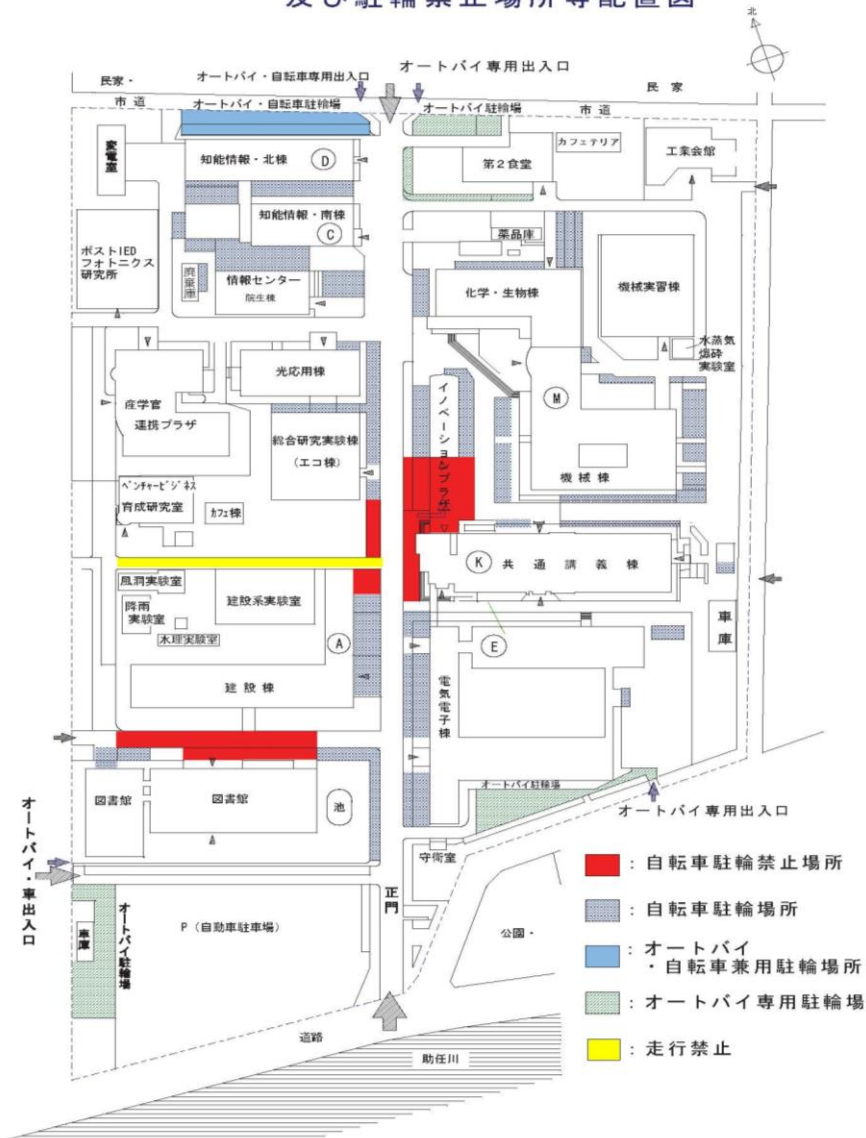 及び駐輪禁止場所等配置図
北
オートバイ専用出入口
オートバイ・自転車専用出入口
民家・
民家
市道
オートバイ・自転車駐輪場
オートバイ駐輪場
市道
変電室
知能情報・北棟
D
第2食堂
カフェテリア
工業会館
知能情報・南棟
C
薬品庫
ポストIED
フォトニクス
研究所
廃棄庫
情報センター
院生棟
化学・生物棟
機械実習棟
水蒸気
爆砕
実験室
光応用棟
産学官
連携プラザ
総合研究実験棟
(エコ棟)
イノベーションプラザ
M
機械棟
ベンチャービジネス
育成研究室
カフェ棟
K
共通講義棟
風洞実験室
降雨
実験室
水理実験室
建設系実験室
A
建設棟
E
電気電子棟
車庫
オートバイ駐輪場
オートバイ専用出入口
図書館
図書館
池
守衛室
オートバイ・車出入口
車庫
オートバイ駐輪場
P(自動車駐車場)
正門
公園・
道路
助任川
:自転車駐輪禁止場所
:自転車駐輪場所
:オートバイ
・自転車兼用駐輪場所
:オートバイ専用駐輪場
:走行禁止